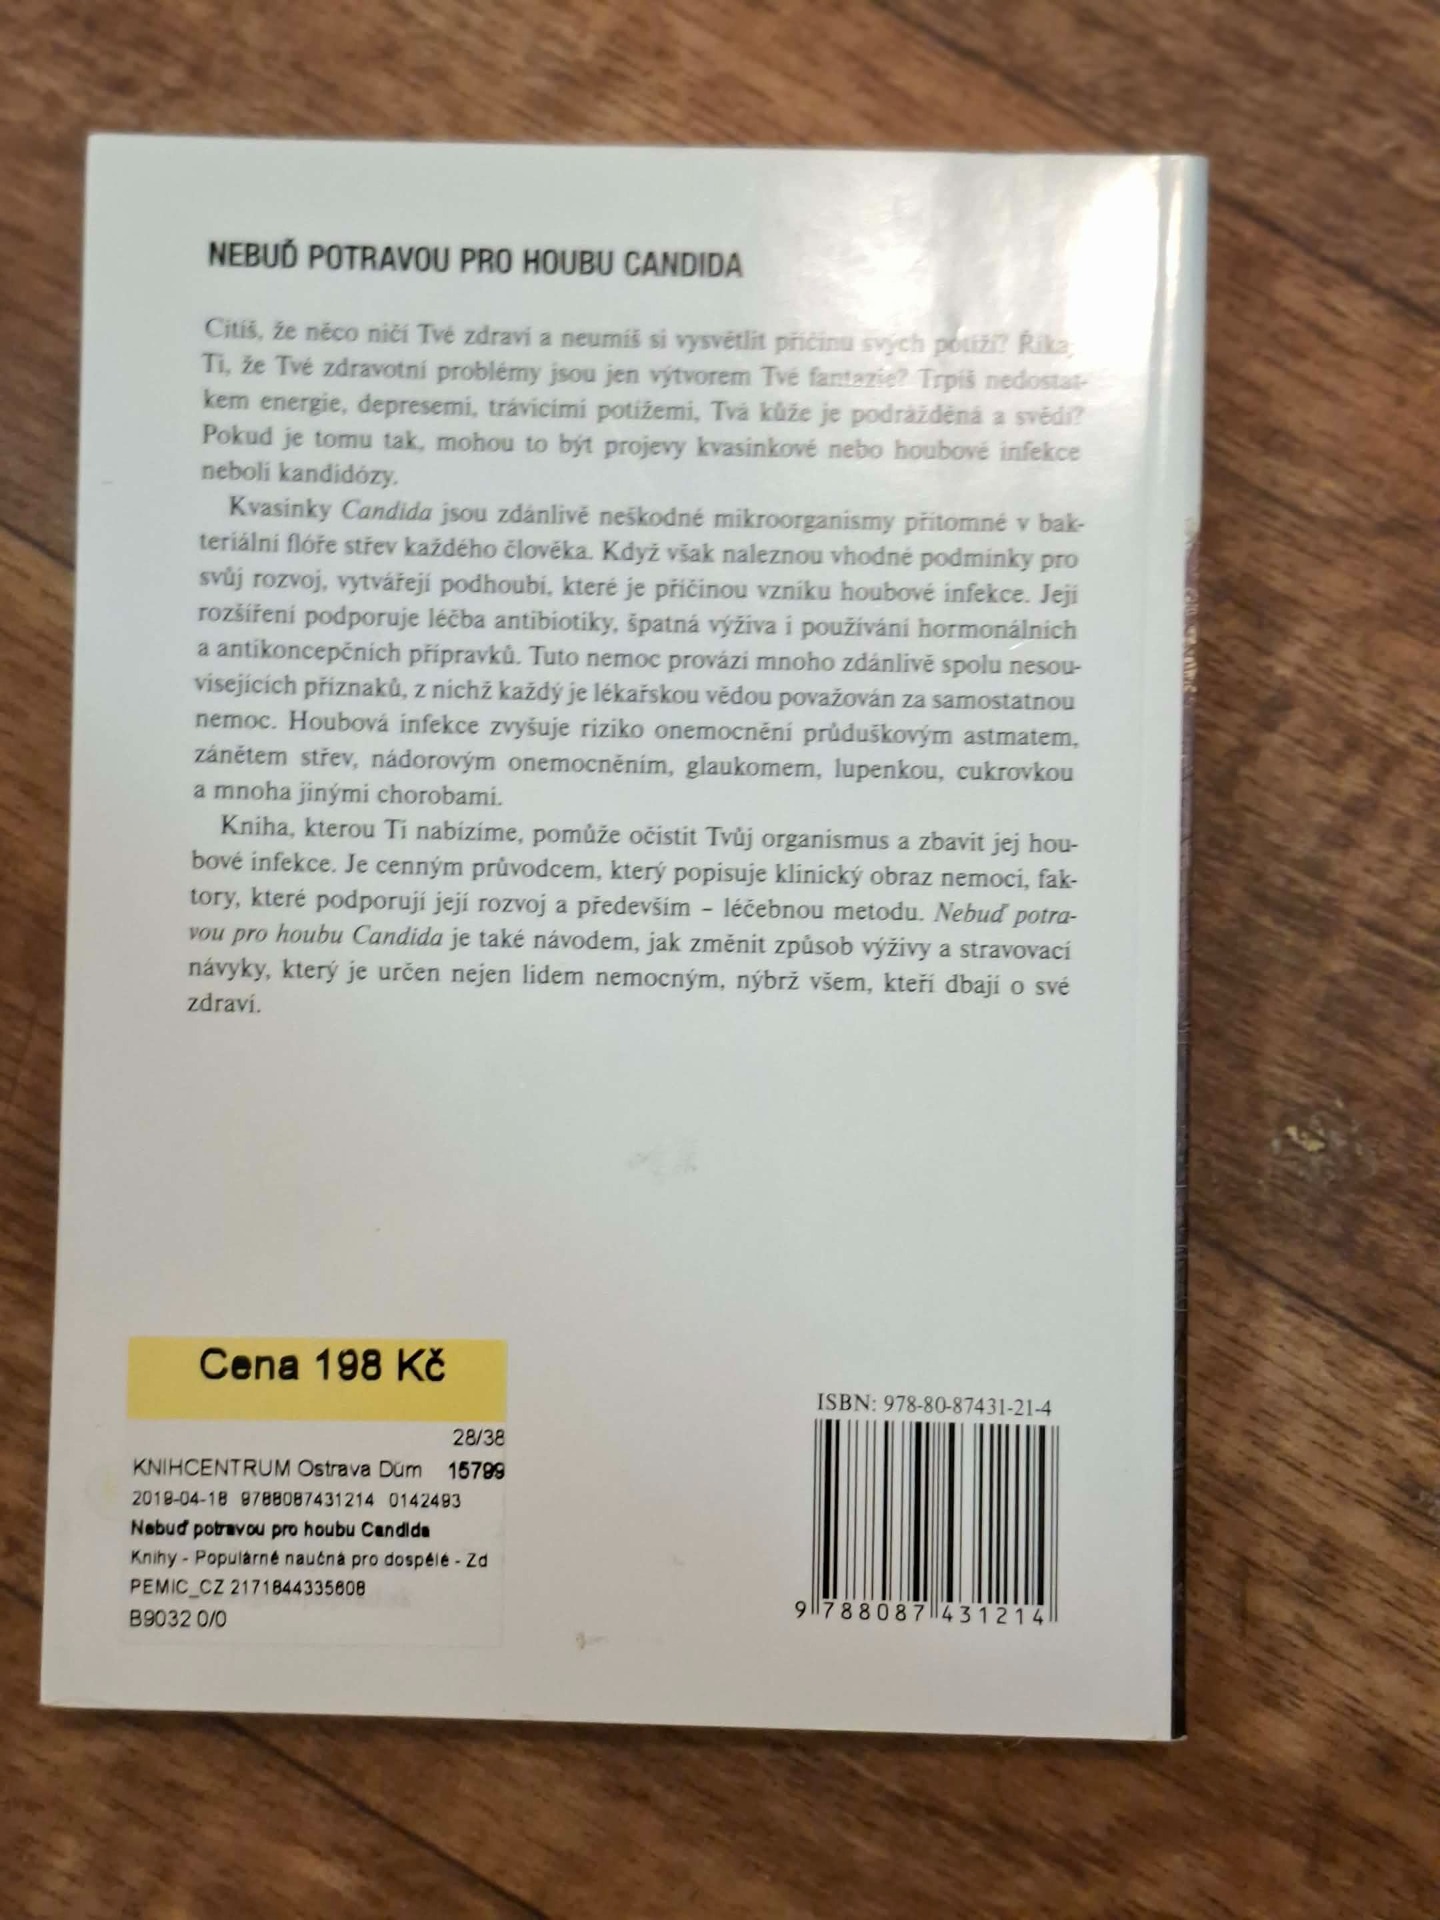 NEBUĎ POTRAVOU PRO HOUBU CANDIDA
Cítíš, že něco ničí Tvé zdraví a neumíš si vysvětlit příčinu svých potíží? Říkají
Ti, že Tvé zdravotní problémy jsou jen výtvorem Tvé fantazie? Trpíš nedostat-
kem energie, depresemi, trávicími potížemi, Tvá kůže je podrážděná a svědí?
Pokud je tomu tak, mohou to být projevy kvasinkové nebo houbové infekce
neboli kandidózy.
Kvasinky Candida jsou zdánlivě neškodné mikroorganismy přítomné v bak-
teriální flóře střev každého člověka. Když však naleznou vhodné podmínky pro
svůj rozvoj, vytvářejí podhoubí, které je příčinou vzniku houbové infekce. Její
rozšíření podporuje léčba antibiotiky, špatná výživa i používání hormonálních
a antikoncepčních přípravků. Tuto nemoc provází mnoho zdánlivě spolu nesou-
visejících příznaků, z nichž každý je lékařskou vědou považován za samostatnou
nemoc. Houbová infekce zvyšuje riziko onemocnění průduškovým astmatem,
zánětem střev, nádorovým onemocněním, glaukomem, lupenkou, cukrovkou
a mnoha jinými chorobami.
Kniha, kterou Ti nabízíme, pomůže očistit Tvůj organismus a zbavit jej hou-
bové infekce. Je cenným průvodcem, který popisuje klinický obraz nemoci, fak-
tory, které podporují její rozvoj a především – léčebnou metodu. Nebuď potra-
vou pro houbu Candida je také návodem, jak změnit způsob výživy a stravovací
návyky, který je určen nejen lidem nemocným, nýbrž všem, kteří dbají o své
zdraví.
Cena 198 Kč
28/38
KNIHCENTRUM Ostrava Dům 15799
2019-04-18 9788087431214 0142493
Nebuď potravou pro houbu Candida
Knihy - Populárně naučná pro dospělé - Zd
PEMIC_CZ 2171844335608
B9032 0/0
ISBN: 978-80-87431-21-4
9 788087 431214